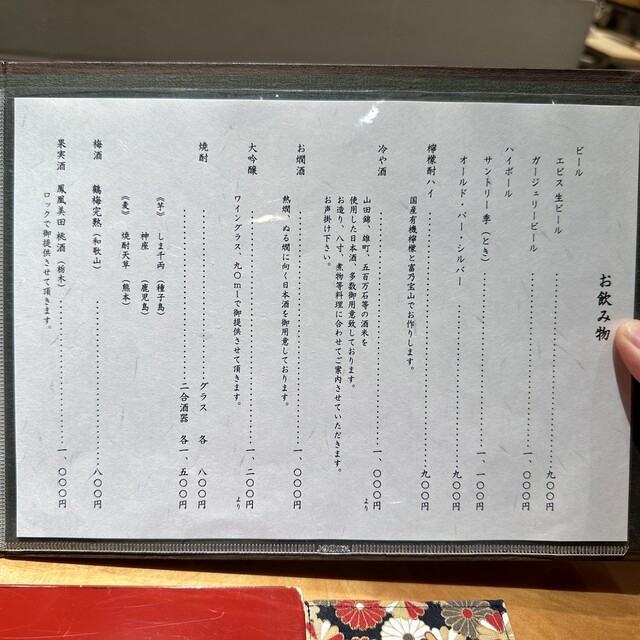 お飲み物
ビール
エビス生ビール……九〇〇円
ガージェリービール……一、〇〇〇円
ハイボール
サントリー季(とき)……一、一〇〇円
オールド・パー・シルバー……九〇〇円
檸檬酎ハイ……九〇〇円
国産有機檸檬と富乃宝山でお作りします。
冷や酒……一、〇〇〇円より
山田錦、雄町、五百万石等の酒米を
使用した日本酒、多数御用意致しております。
お造り、八寸、煮物等料理に合わせてご案内させていただきます。
お声掛け下さい。
お燗酒……一、〇〇〇円
熱燗、ぬる燗に向く日本酒を御用意しております。
大吟醸……一、二〇〇円より
ワイングラス、九〇mlで御提供させて頂きます。
焼酎……グラス 各 八〇〇円
二合酒器 各一、五〇〇円
《芋》 しま千両 (種子島)
神座 (鹿児島)
《麦》 焼酎天草 (熊本)
梅酒 鶴梅完熟(和歌山)……八〇〇円
果実酒 鳳凰美田 桃酒(栃木)……一、〇〇〇円
ロックで御提供させて頂きます。